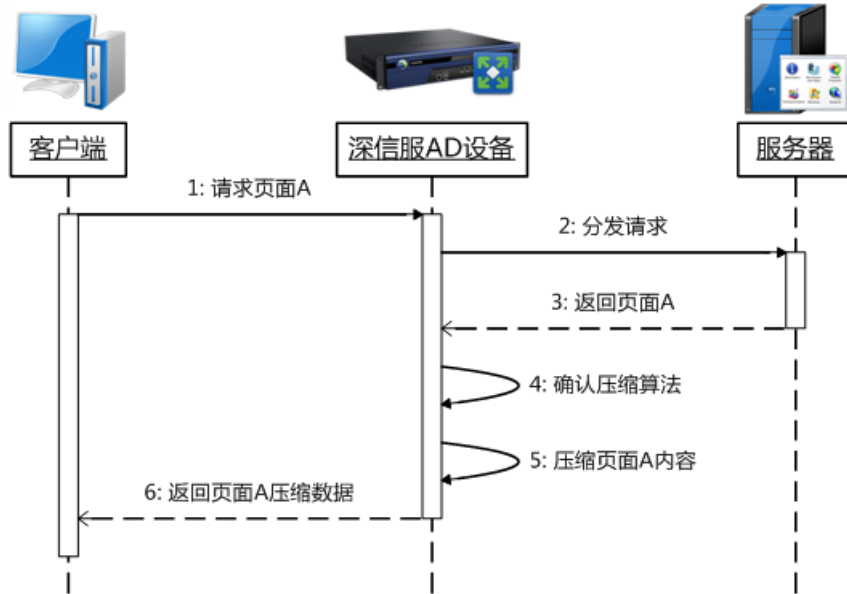 客户端
深信服AD设备
服务器
1: 请求页面A
2: 分发请求
3: 返回页面A
4: 确认压缩算法
5: 压缩页面A内容
6: 返回页面A压缩数据